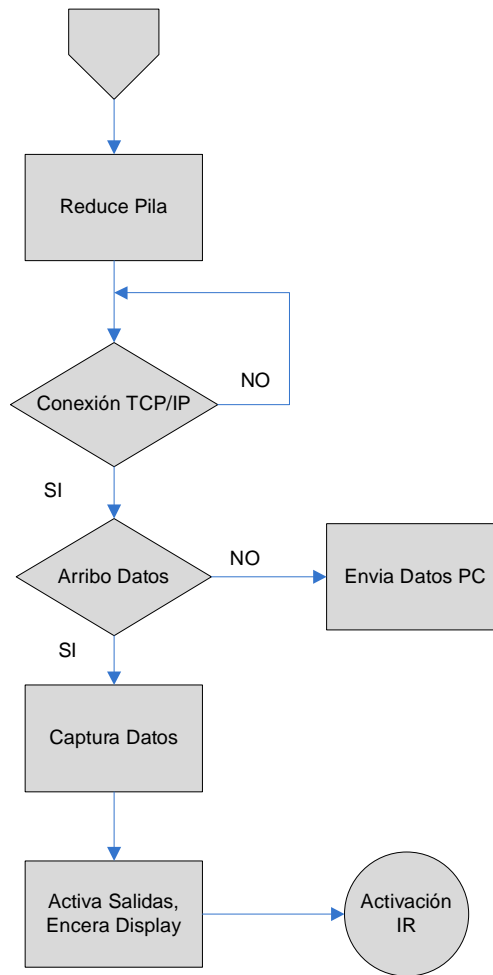 Reduce Pila
Conexión TCP/IP
NO
SI
Arribo Datos
NO
Envia Datos PC
SI
Captura Datos
Activa Salidas,
Encera Display
Activación
IR